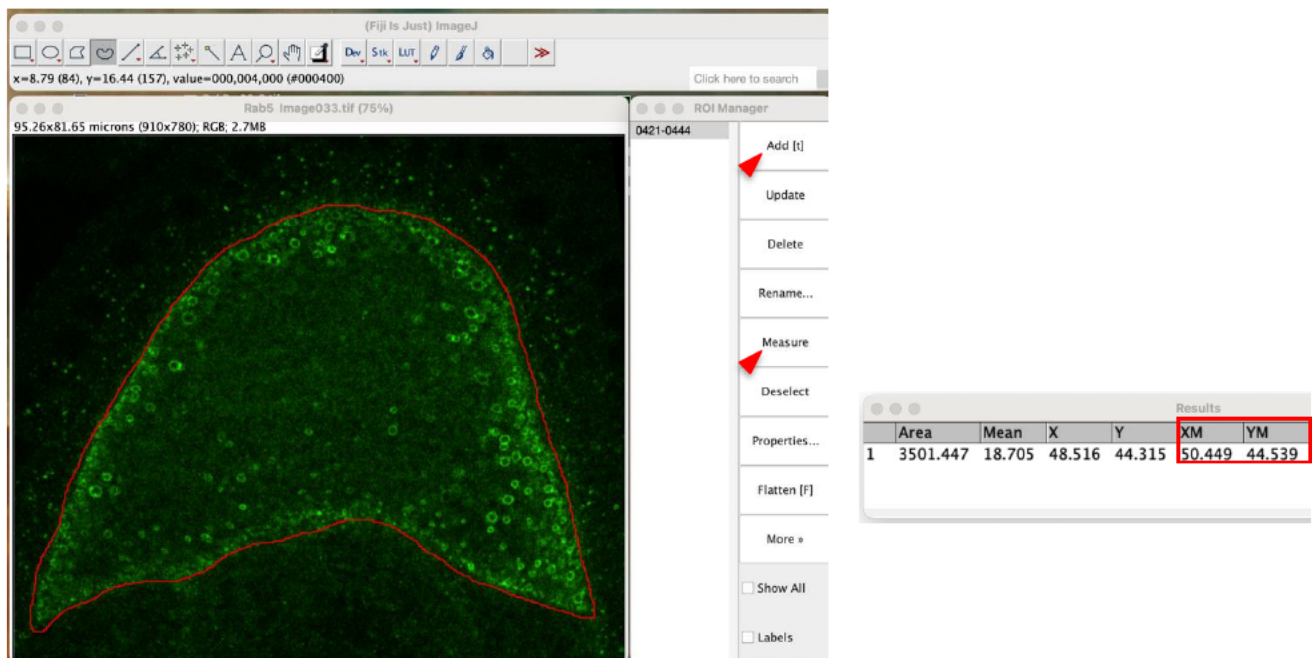 (Fiji Is Just) ImageJ
A Dev Stk LUT
x=8.79 (84), y=16.44 (157), value=000,004,000 (#000400)
Click here to search
Rab5 Image033.tif (75%)
95.26x81.65 microns (910x780); RGB; 2.7MB
ROI Manager
0421-0444
Add [t]
Update
Delete
Rename...
Measure
Deselect
Properties...
Flatten [F]
More »
Show All
Labels
Results
Area Mean X Y XM YM
1 3501.447 18.705 48.516 44.315 50.449 44.539